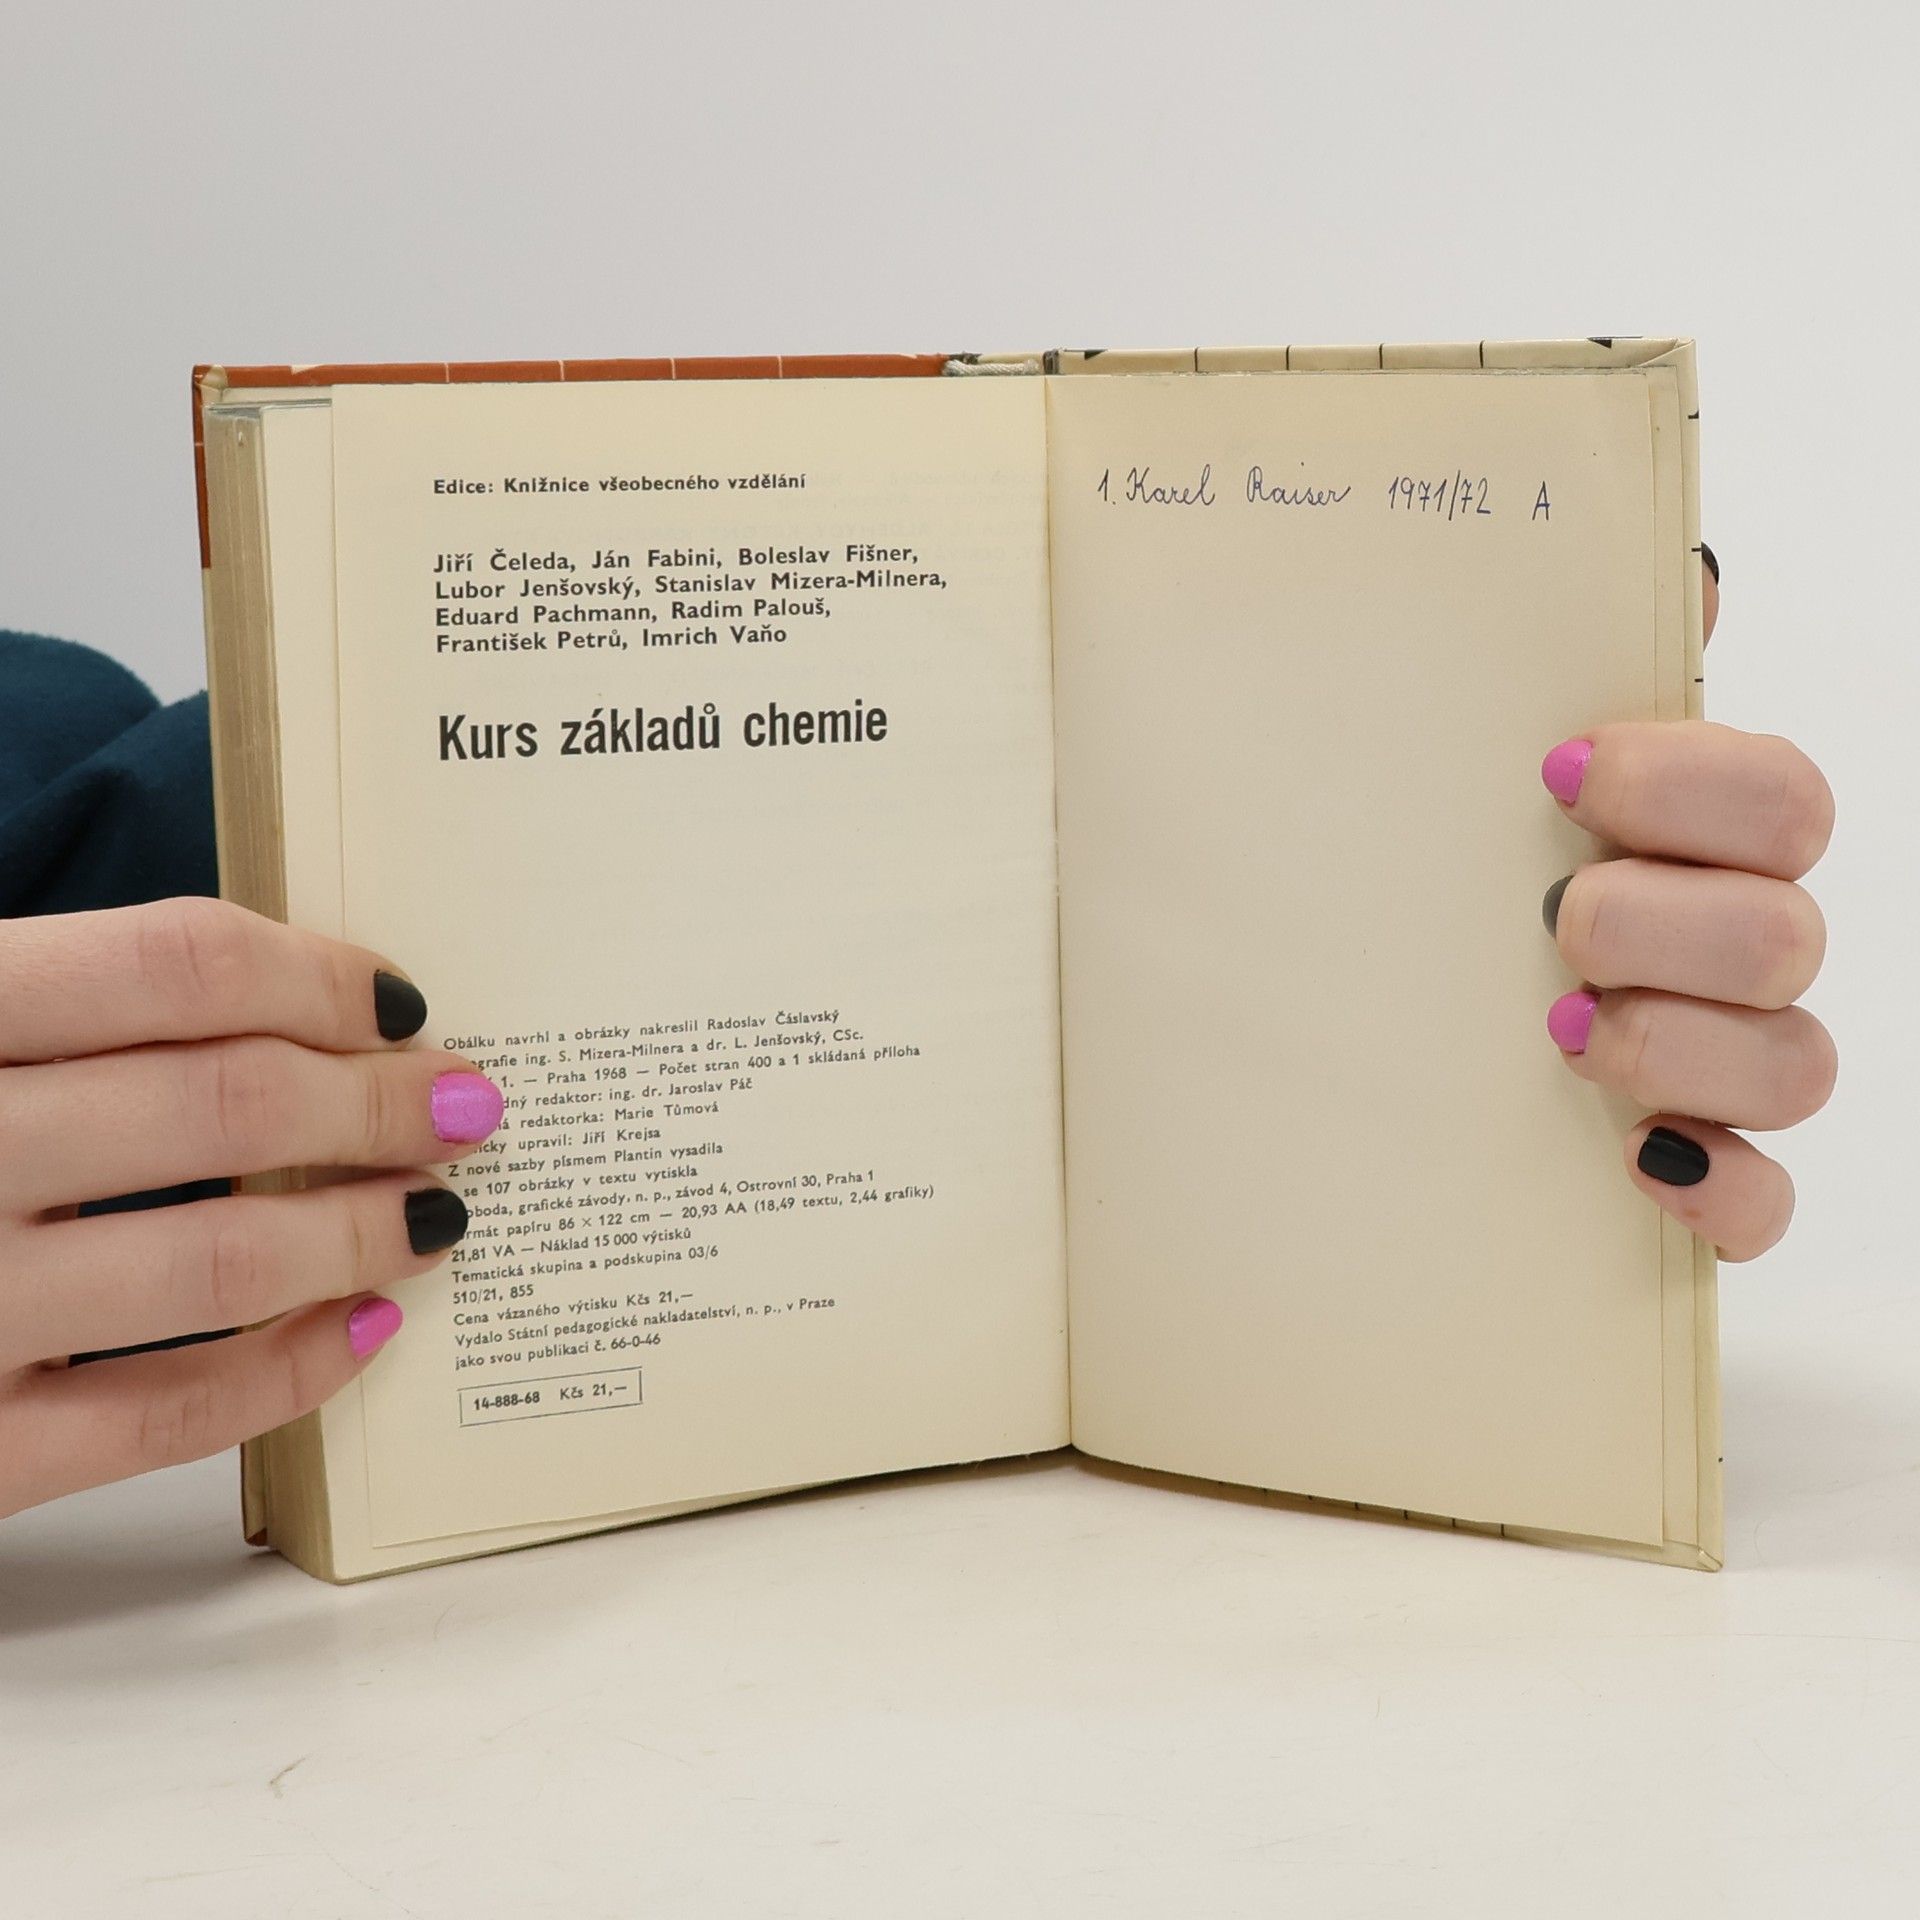 Edice: Knižnice všeobecného vzdělání
Jiří Čeleda, Ján Fabini, Boleslav Fišner,
Lubor Jenšovský, Stanislav Mizera-Milnera,
Eduard Pachmann, Radim Palouš,
František Petrů, Imrich Vaňo
Kurs základů chemie
Obálku navrhl a obrázky nakreslil Radoslav Čáslavský
ing. S. Mizera-Milnera a dr. L. Jenšovský, CSc.
1. — Praha 1968 — Počet stran 400 a 1 skládaná příloha
redaktor: ing. dr. Jaroslav Páč
redaktorka: Marie Tůmová
upravil: Jiří Krejsa
Z nové sazby písmem Plantin vysadila
se 107 obrázky v textu vytiskla
grafické závody, n. p., závod 4, Ostrovní 30, Praha 1
papíru 86 × 122 cm — 20,93 AA (18,49 textu, 2,44 grafiky)
21,81 VA — Náklad 15 000 výtisků
Tematická skupina a podskupina 03/6
510/21, 855
Cena vázaného výtisku Kčs 21,—
Vydalo Státní pedagogické nakladatelství, n. p., v Praze
jako svou publikaci č. 66-0-46
14-888-68 Kčs 21,—
1. Karel Raiser 1971/72 A